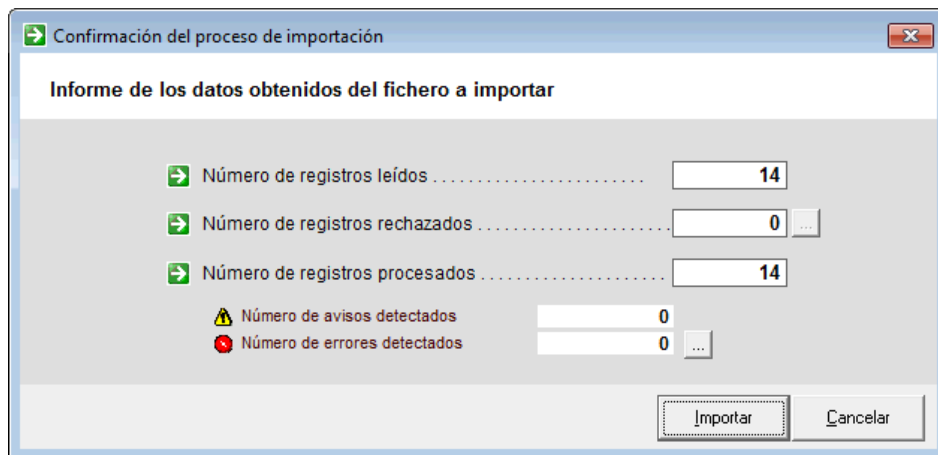 Confirmación del proceso de importación
Informe de los datos obtenidos del fichero a importar
Número de registros leídos . . . . . . . . . . . . . . . . . . . . . . . . 14
Número de registros rechazados . . . . . . . . . . . . . . . . . . . . . . 0 ...
Número de registros procesados . . . . . . . . . . . . . . . . . . . . . 14
Número de avisos detectados 0
Número de errores detectados 0 ...
Importar Cancelar